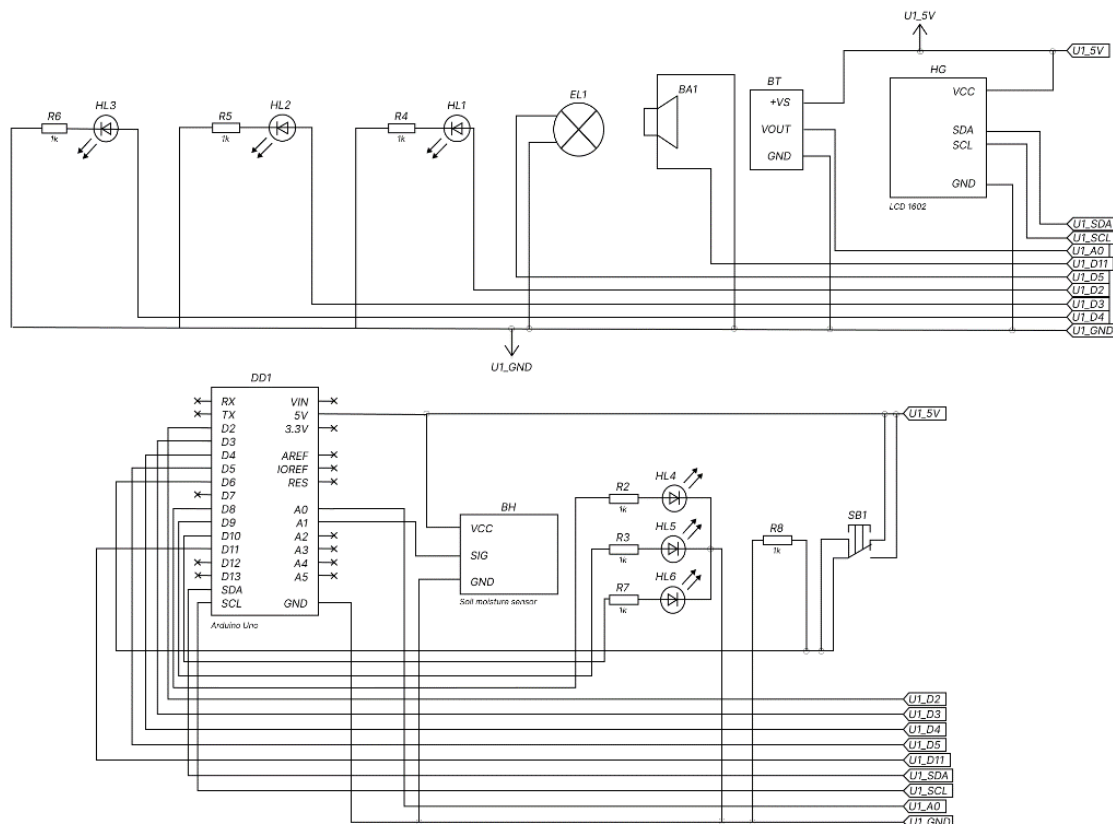 U1_5V
U1_5V
HG
BT
BA1
EL1
HL1
HL2
HL3
R6
1k
R5
1k
R4
1k
+VS
VOUT
GND
VCC
SDA
SCL
GND
LCD 1602
U1_SDA
U1_SCL
U1_A0
U1_D11
U1_D5
U1_D2
U1_D3
U1_D4
U1_GND
U1_GND
DD1
RX
TX
D2
D3
D4
D5
D6
D7
D8
D9
D10
D11
D12
D13
SDA
SCL
VIN
5V
3.3V
AREF
IOREF
RES
A0
A1
A2
A3
A4
A5
GND
Arduino Uno
BH
VCC
SIG
GND
Soil moisture sensor
R2
1k
HL4
R3
1k
HL5
R7
1k
HL6
R8
1k
SB1
U1_5V
U1_D2
U1_D3
U1_D4
U1_D5
U1_D11
U1_SDA
U1_SCL
U1_A0
U1_GND